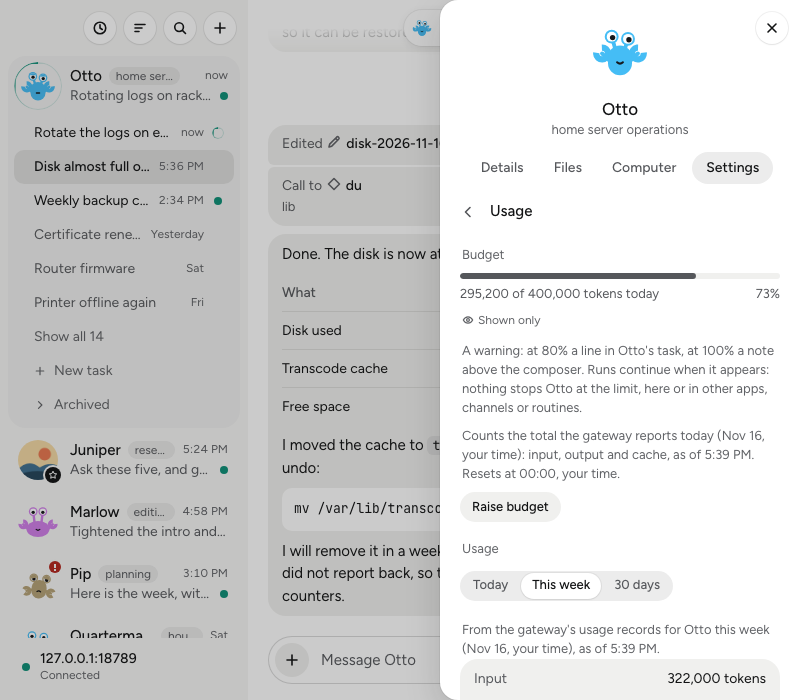 Otto
home ser...
now
Rotating logs on rack...
Rotate the logs on e...
now
Disk almost full o...
5:36 PM
Weekly backup c...
2:34 PM
Certificate rene...
Yesterday
Router firmware
Sat
Printer offline again
Fri
Show all 14
New task
Archived
Juniper
rese...
5:24 PM
Ask these five, and g...
Marlow
editi...
4:58 PM
Tightened the intro and...
Pip
planning
3:10 PM
Here is the week, wit...
Quarterma
hou...
Sat
127.0.0.1:18789
Connected
so it can be restor
Edited
disk-2026-11-1
Call to
du
lib
Done. The disk is now at
What
Disk used
Transcode cache
Free space
I moved the cache to
undo:
mv /var/lib/transco
I will remove it in a week
did not report back, so t
counters.
Message Otto
Otto
home server operations
Details
Files
Computer
Settings
Usage
Budget
295,200 of 400,000 tokens today
73%
Shown only
A warning: at 80% a line in Otto's task, at 100% a note
above the composer. Runs continue when it appears:
nothing stops Otto at the limit, here or in other apps,
channels or routines.
Counts the total the gateway reports today (Nov 16,
your time): input, output and cache, as of 5:39 PM.
Resets at 00:00, your time.
Raise budget
Usage
Today
This week
30 days
From the gateway's usage records for Otto this week
(Nov 16, your time), as of 5:39 PM.
Input
322,000 tokens